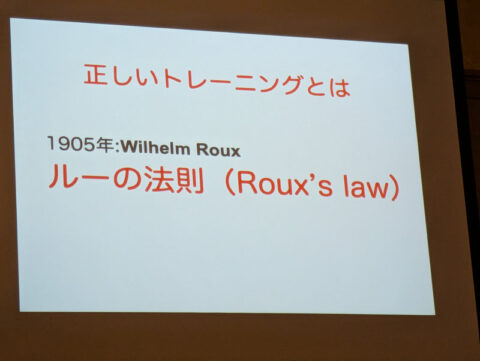 正しいトレーニングとは
1905年:Wilhelm Roux
ルーの法則（Roux's law）